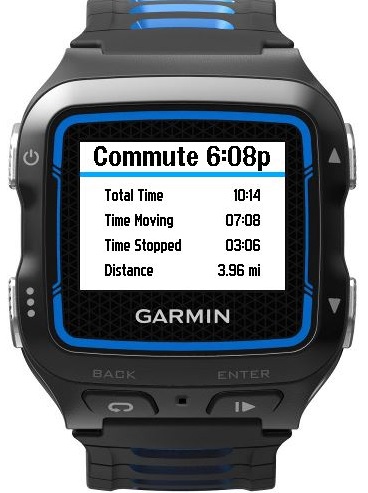 Commute 6:08p
Total Time 10:14
Time Moving 07:08
Time Stopped 03:06
Distance 3.96 mi
GARMIN
BACK ENTER